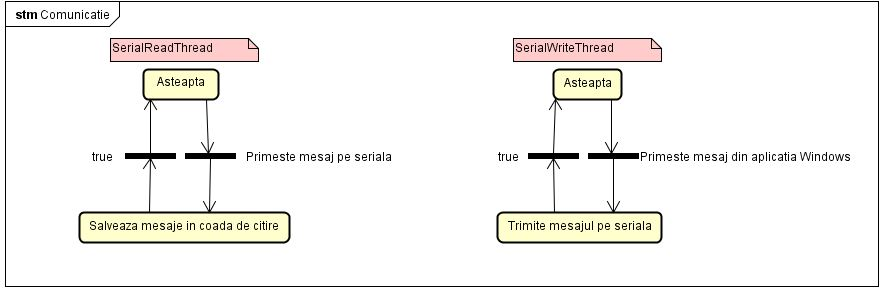 stm Comunicatie
SerialReadThread
SerialWriteThread
Asteapta
Asteapta
true
Primeste mesaj pe seriala
true
Primeste mesaj din aplicatia Windows
Salveaza mesaje in coada de citire
Trimite mesajul pe seriala